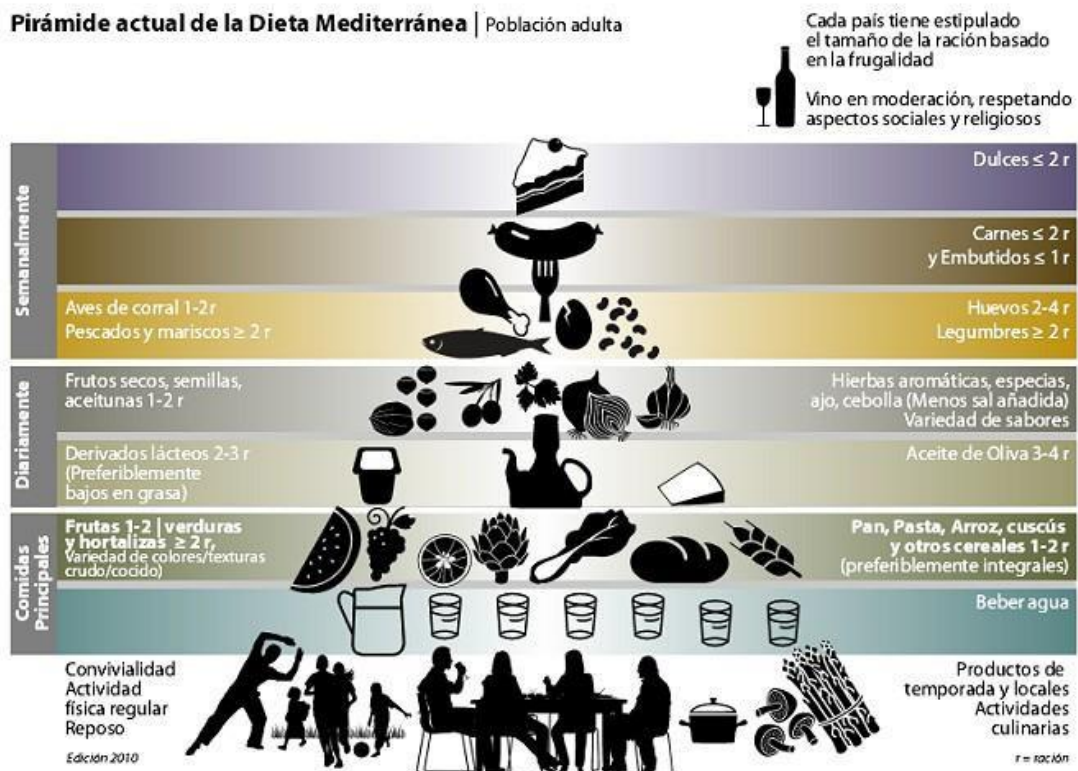 Pirámide actual de la Dieta Mediterránea | Población adulta
Cada país tiene estipulado
el tamaño de la ración basado
en la frugalidad
Vino en moderación, respetando
aspectos sociales y religiosos
Semanalmente
Dulces ≤ 2 r
Carnes ≤ 2 r
y Embutidos ≤ 1 r
Aves de corral 1-2 r
Pescados y mariscos ≥ 2 r
Huevos 2-4 r
Legumbres ≥ 2 r
Diariamente
Frutos secos, semillas,
aceitunas 1-2 r
Hierbas aromáticas, especias,
ajo, cebolla (Menos sal añadida)
Variedad de sabores
Derivados lácteos 2-3 r
(Preferiblemente
bajos en grasa)
Aceite de Oliva 3-4 r
Comidas
Principales
Frutas 1-2 | verduras
y hortalizas ≥ 2 r,
Variedad de colores/texturas
crudo/cocido)
Pan, Pasta, Arroz, cuscús
y otros cereales 1-2 r
(preferiblemente integrales)
Beber agua
Convivialidad
Actividad
física regular
Reposo
Productos de
temporada y locales
Actividades
culinarias
Edición 2010
r = ración